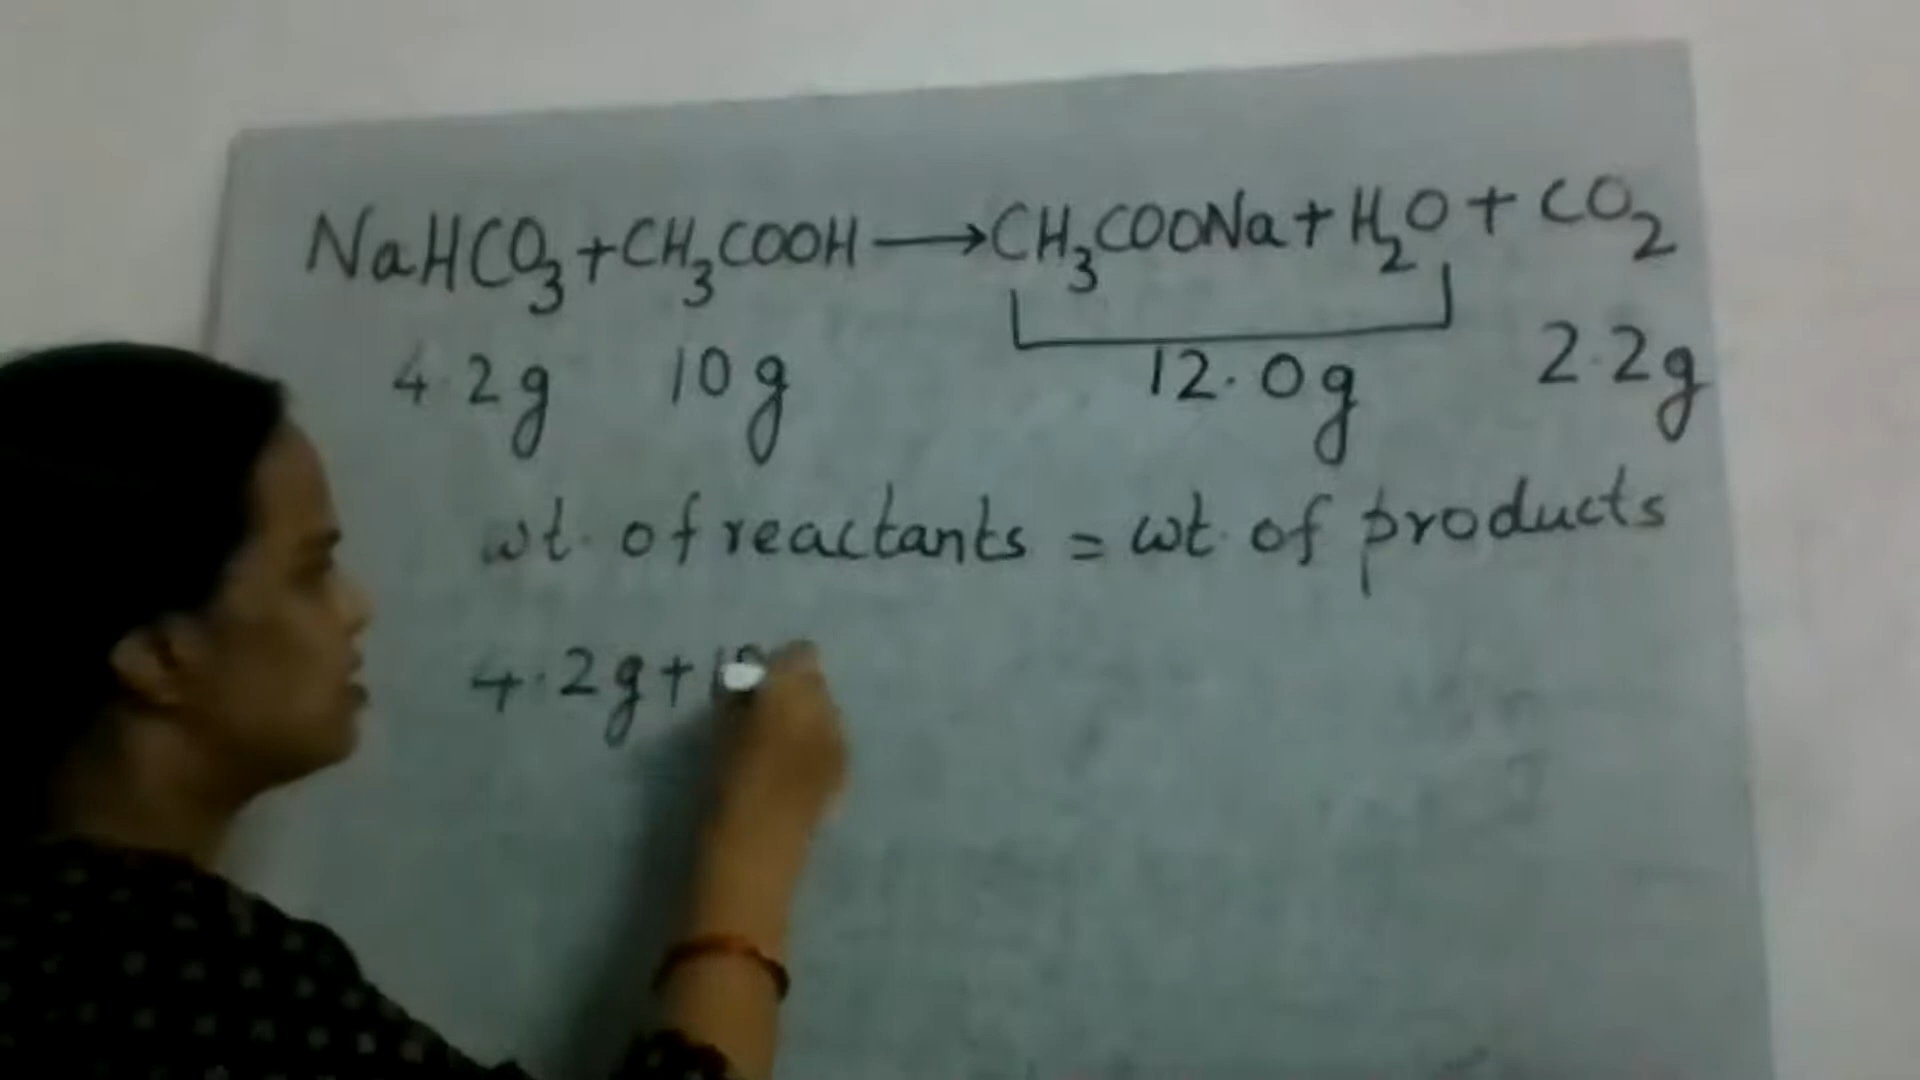 NaHCO₃ + CH₃COOH ⟶ CH₃COONa + H₂O + CO₂
4.2g 10g 12.0g 2.2g
wt. of reactants = wt. of products
4.2g + 10